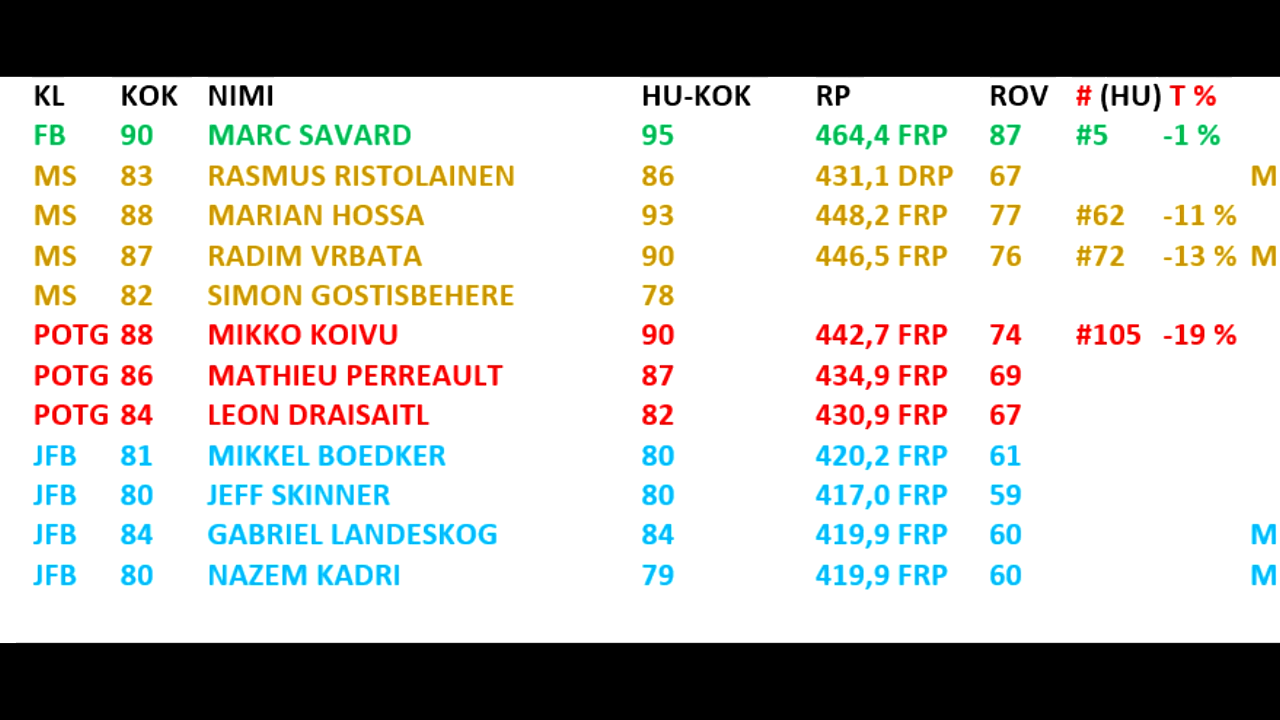 KL KOK NIMI HU-KOK RP ROV # (HU) T %
FB 90 MARC SAVARD 95 464,4 FRP 87 #5 -1 %
MS 83 RASMUS RISTOLAINEN 86 431,1 DRP 67 M
MS 88 MARIAN HOSSA 93 448,2 FRP 77 #62 -11 %
MS 87 RADIM VRBATA 90 446,5 FRP 76 #72 -13 % M
MS 82 SIMON GOSTISBEHERE 78
POTG 88 MIKKO KOIVU 90 442,7 FRP 74 #105 -19 %
POTG 86 MATHIEU PERREAULT 87 434,9 FRP 69
POTG 84 LEON DRAISAITL 82 430,9 FRP 67
JFB 81 MIKKEL BOEDKER 80 420,2 FRP 61
JFB 80 JEFF SKINNER 80 417,0 FRP 59
JFB 84 GABRIEL LANDESKOG 84 419,9 FRP 60 M
JFB 80 NAZEM KADRI 79 419,9 FRP 60 M